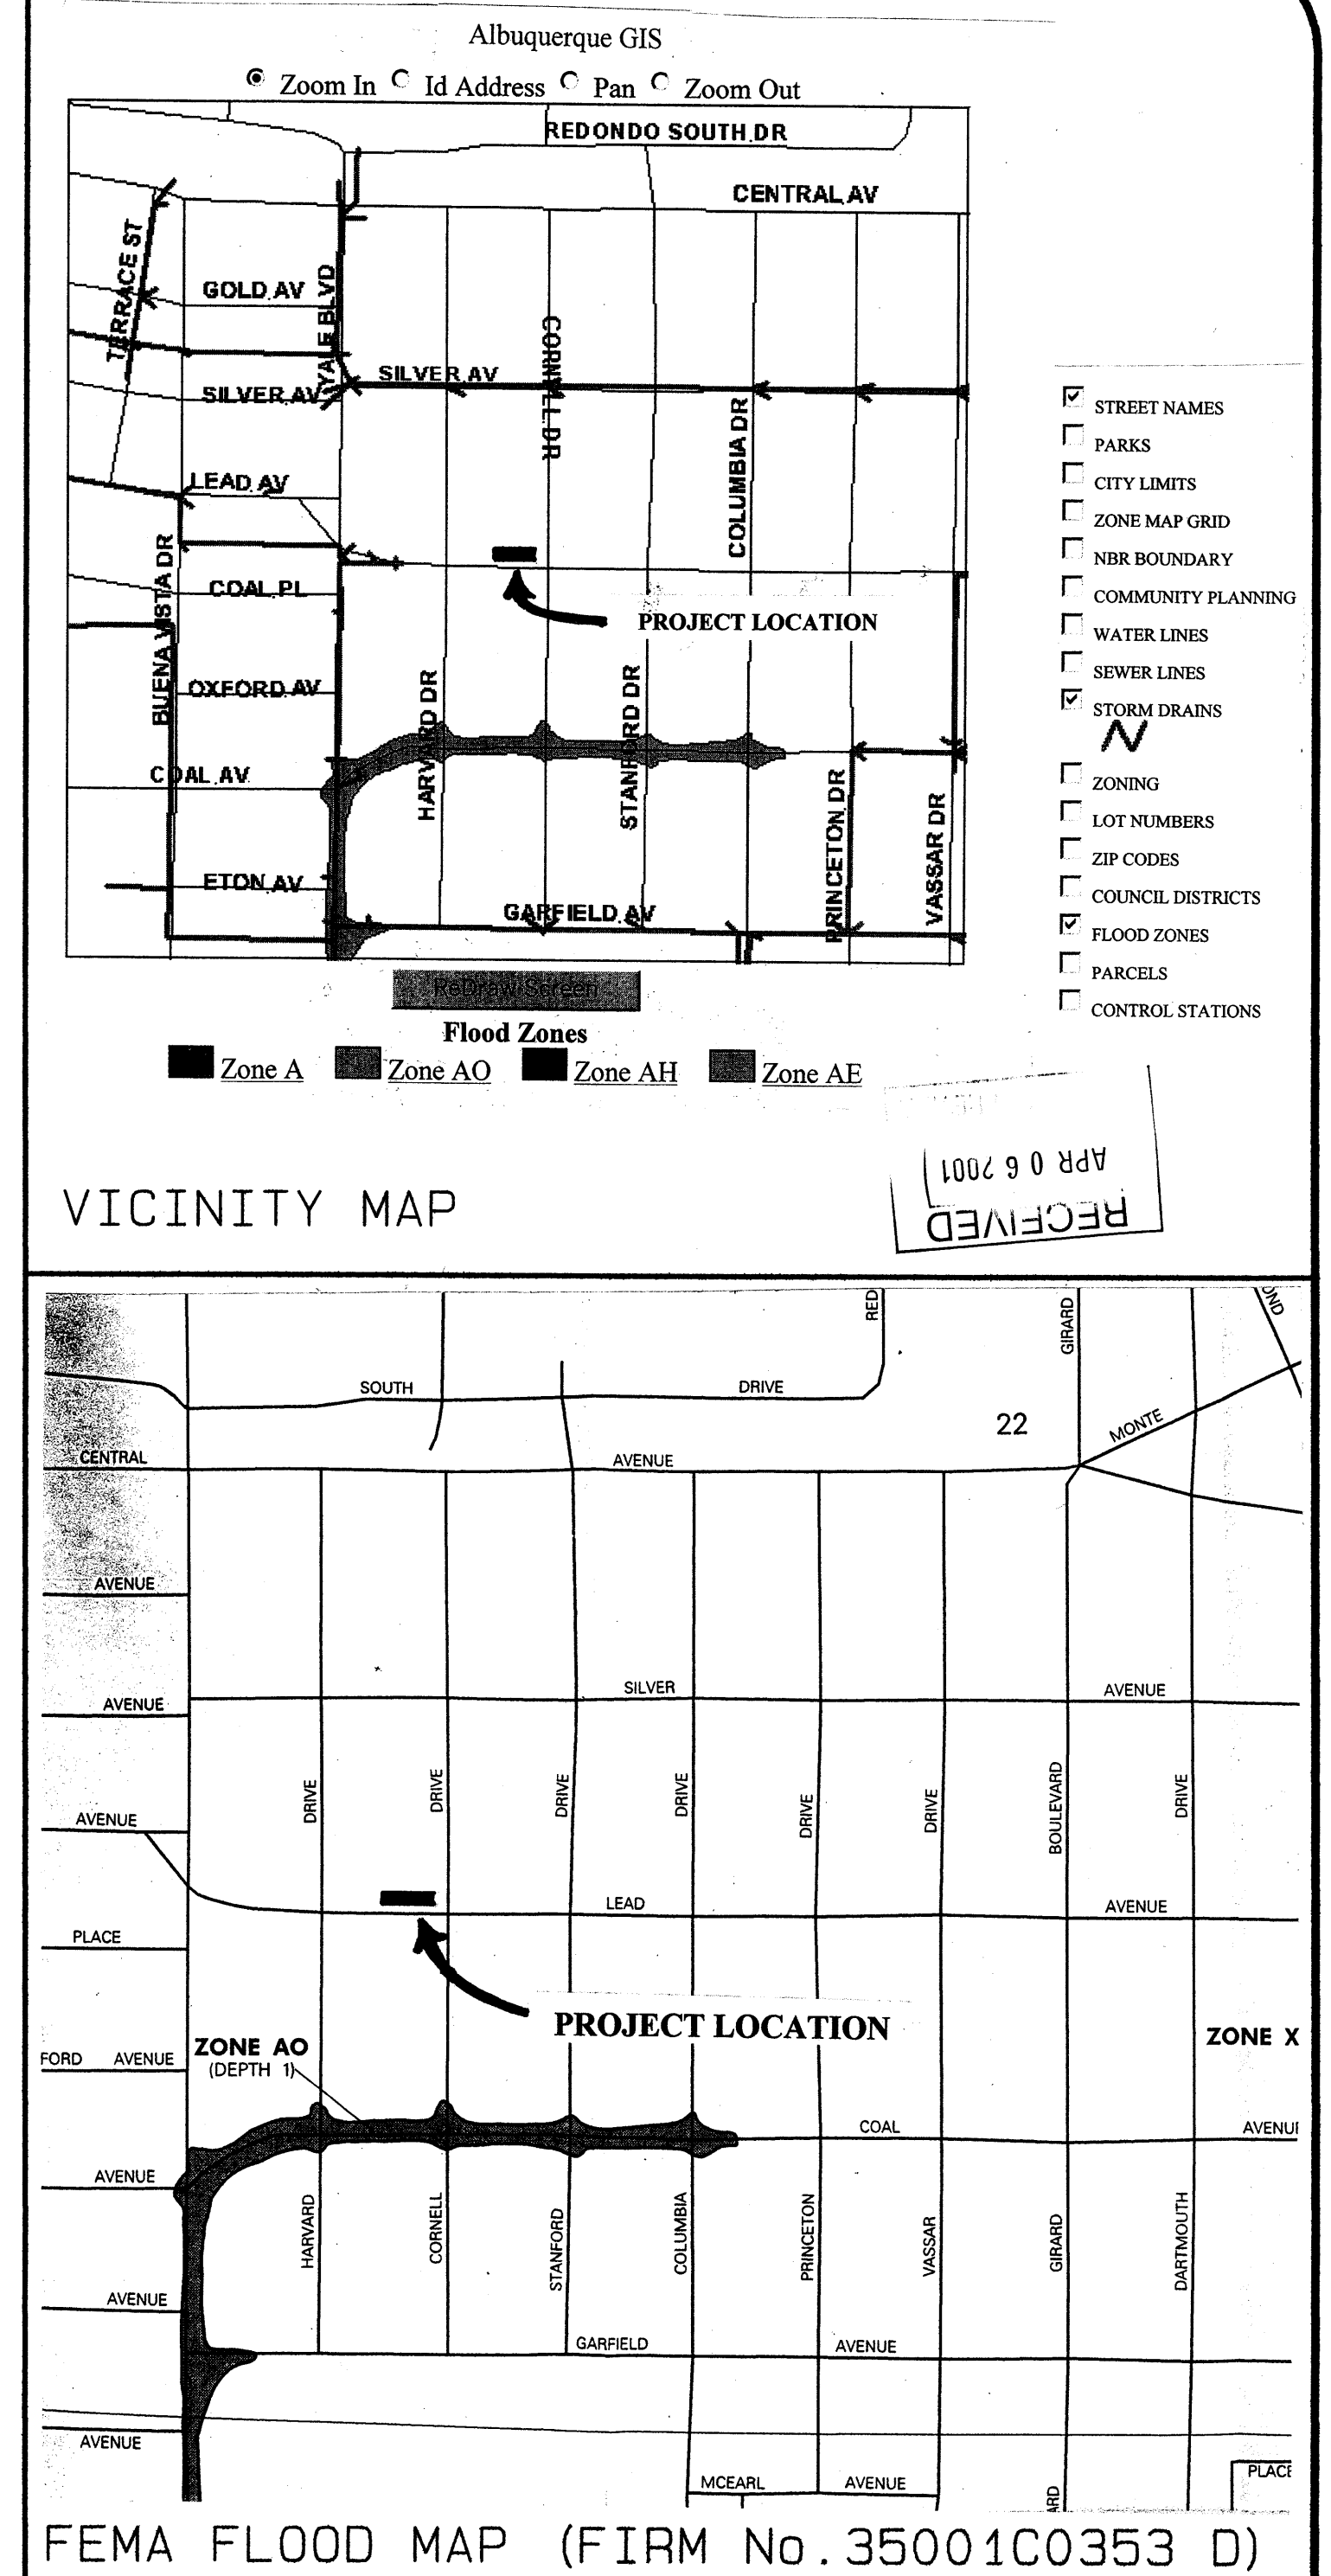 Albuquerque GIS
Zoom In Id Address Pan Zoom Out
REDONDO SOUTH DR
CENTRAL AV
TERRACE ST
GOLD AV
YALE BLVD
CORNELL DR
SILVER AV
SILVER AV
COLUMBIA DR
LEAD AV
BUENA VISTA DR
COAL PL
PROJECT LOCATION
OXFORD AV
HARVARD DR
STANFORD DR
COAL AV
PRINCETON DR
VASSAR DR
ETON AV
GARFIELD AV
STREET NAMES
PARKS
CITY LIMITS
ZONE MAP GRID
NBR BOUNDARY
COMMUNITY PLANNING
WATER LINES
SEWER LINES
STORM DRAINS
ZONING
LOT NUMBERS
ZIP CODES
COUNCIL DISTRICTS
FLOOD ZONES
PARCELS
CONTROL STATIONS
ReDraw Screen
Flood Zones
Zone A Zone AO Zone AH Zone AE
APR 06 2001
RECEIVED
VICINITY MAP
RED
GIRARD
OND
SOUTH DRIVE
22
MONTE
CENTRAL AVENUE
AVENUE
SILVER AVENUE
AVENUE
DRIVE
DRIVE
DRIVE
DRIVE
DRIVE
DRIVE
BOULEVARD
DRIVE
AVENUE
LEAD AVENUE
PLACE
PROJECT LOCATION
ZONE AO
(DEPTH 1)
ZONE X
FORD AVENUE
COAL AVENU
AVENUE
HARVARD
CORNELL
STANFORD
COLUMBIA
PRINCETON
VASSAR
GIRARD
DARTMOUTH
AVENUE
GARFIELD AVENUE
AVENUE
MCEARL AVENUE
ARD
PLACE
FEMA FLOOD MAP (FIRM No. 35001C0353 D)